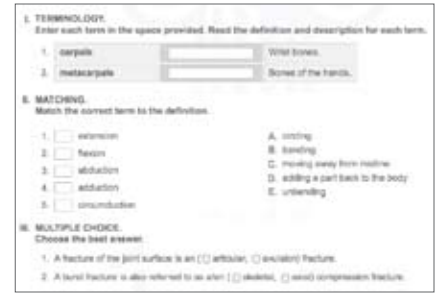 I. TERMINOLOGY.
Enter each term in the space provided. Read the definition and description for each term.
1. carpals Wrist bones.
2. metacarpals Bones of the hands.
II. MATCHING.
Match the correct term to the definition.
1. extension A. circling
2. flexion B. bending
3. abduction C. moving away from midline
4. adduction D. adding a part back to the body
5. circumduction E. unbending
III. MULTIPLE CHOICE.
Choose the best answer.
1. A fracture of the joint surface is an ( articular, avulsion) fracture.
2. A burst fracture is also referred to as a/an ( skeletal, axial) compression fracture.